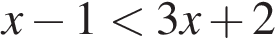 x − 1 < 3x + 2